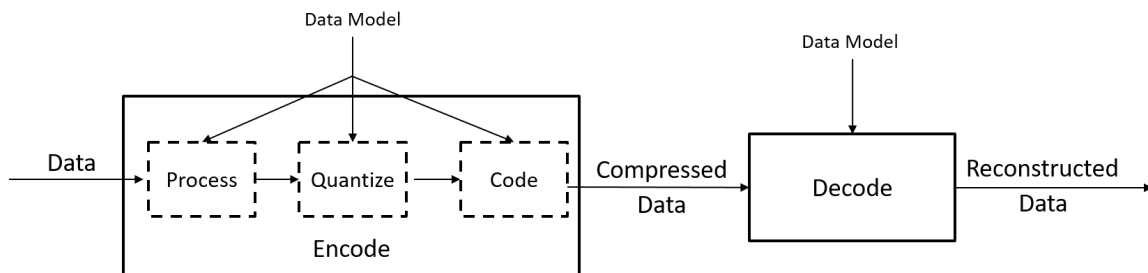 Data Model
Data Model
Data
Process
Quantize
Code
Compressed
Data
Decode
Reconstructed
Data
Encode